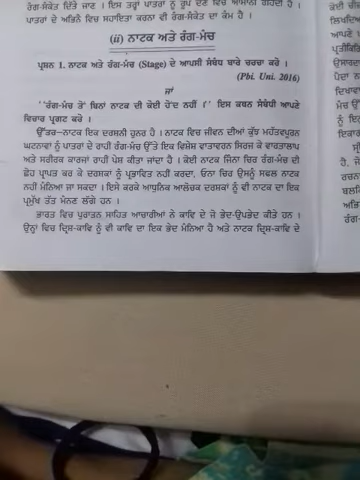 ਰੰਗ-ਸੰਕੇਤ ਦਿੱਤੇ ਜਾਣ । ਇਸ ਤਰ੍ਹਾਂ ਪਾਤਰਾਂ ਨੂੰ ਰੂਪ ਦੇਣ ਵਿਚ ਆਸਾਨੀ ਰਹਿੰਦੀ ਹੈ ।
ਪਾਤਰਾਂ ਦੇ ਅਭਿਨੈ ਵਿਚ ਸਹਾਇਤਾ ਕਰਨਾ ਵੀ ਰੰਗ-ਸੰਕੇਤ ਦਾ ਕੰਮ ਹੈ ।
(ii) ਨਾਟਕ ਅਤੇ ਰੰਗ-ਮੰਚ
ਪ੍ਰਸ਼ਨ 1. ਨਾਟਕ ਅਤੇ ਰੰਗ-ਮੰਚ (Stage) ਦੇ ਆਪਸੀ ਸੰਬੰਧ ਬਾਰੇ ਚਰਚਾ ਕਰੋ ।
(Pbi. Uni. 2016)
ਜਾਂ
''ਰੰਗ-ਮੰਚ ਤੋਂ ਬਿਨਾਂ ਨਾਟਕ ਦੀ ਕੋਈ ਹੋਂਦ ਨਹੀਂ ।'' ਇਸ ਕਥਨ ਸੰਬੰਧੀ ਆਪਣੇ
ਵਿਚਾਰ ਪ੍ਰਗਟ ਕਰੋ ।
ਉੱਤਰ–ਨਾਟਕ ਇਕ ਦਰਸ਼ਨੀ ਹੁਨਰ ਹੈ । ਨਾਟਕ ਵਿਚ ਜੀਵਨ ਦੀਆਂ ਕੁੱਝ ਮਹੱਤਵਪੂਰਨ
ਘਟਨਾਵਾਂ ਨੂੰ ਪਾਤਰਾਂ ਦੇ ਰਾਹੀਂ ਰੰਗ-ਮੰਚ ਉੱਤੇ ਇਕ ਵਿਸ਼ੇਸ਼ ਵਾਤਾਵਰਨ ਸਿਰਜ ਕੇ ਵਾਰਤਾਲਾਪ
ਅਤੇ ਸਰੀਰਕ ਕਾਰਜਾਂ ਰਾਹੀਂ ਪੇਸ਼ ਕੀਤਾ ਜਾਂਦਾ ਹੈ । ਕੋਈ ਨਾਟਕ ਜਿੰਨਾ ਚਿਰ ਰੰਗ-ਮੰਚ ਦੀ
ਛੋਹ ਪ੍ਰਾਪਤ ਕਰ ਕੇ ਦਰਸ਼ਕਾਂ ਨੂੰ ਪ੍ਰਭਾਵਿਤ ਨਹੀਂ ਕਰਦਾ, ਓਨਾ ਚਿਰ ਉਸਨੂੰ ਸਫਲ ਨਾਟਕ
ਨਹੀਂ ਮੰਨਿਆ ਜਾ ਸਕਦਾ । ਇਸੇ ਕਰਕੇ ਆਧੁਨਿਕ ਆਲੋਚਕ ਦਰਸ਼ਕਾਂ ਨੂੰ ਵੀ ਨਾਟਕ ਦਾ ਇਕ
ਪ੍ਰਮੁੱਖ ਤੱਤ ਮੰਨਣ ਲੱਗੇ ਹਨ ।
ਭਾਰਤ ਵਿਚ ਪੁਰਾਤਨ ਸਾਹਿਤ ਆਚਾਰੀਆਂ ਨੇ ਕਾਵਿ ਦੇ ਜੋ ਭੇਦ-ਉਪਭੇਦ ਕੀਤੇ ਹਨ ।
ਉਨ੍ਹਾਂ ਵਿਚ ਦ੍ਰਿਸ਼-ਕਾਵਿ ਨੂੰ ਵੀ ਕਾਵਿ ਦਾ ਇਕ ਭੇਦ ਮੰਨਿਆ ਹੈ ਅਤੇ ਨਾਟਕ ਦ੍ਰਿਸ਼-ਕਾਵਿ ਦੇ